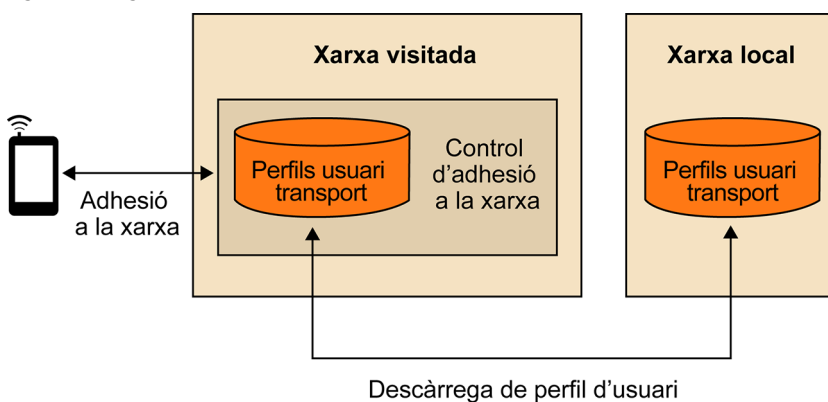 Xarxa visitada
Xarxa local
Perfils usuari
transport
Control
d'adhesió
a la xarxa
Perfils usuari
transport
Adhesió
a la xarxa
Descàrrega de perfil d'usuari